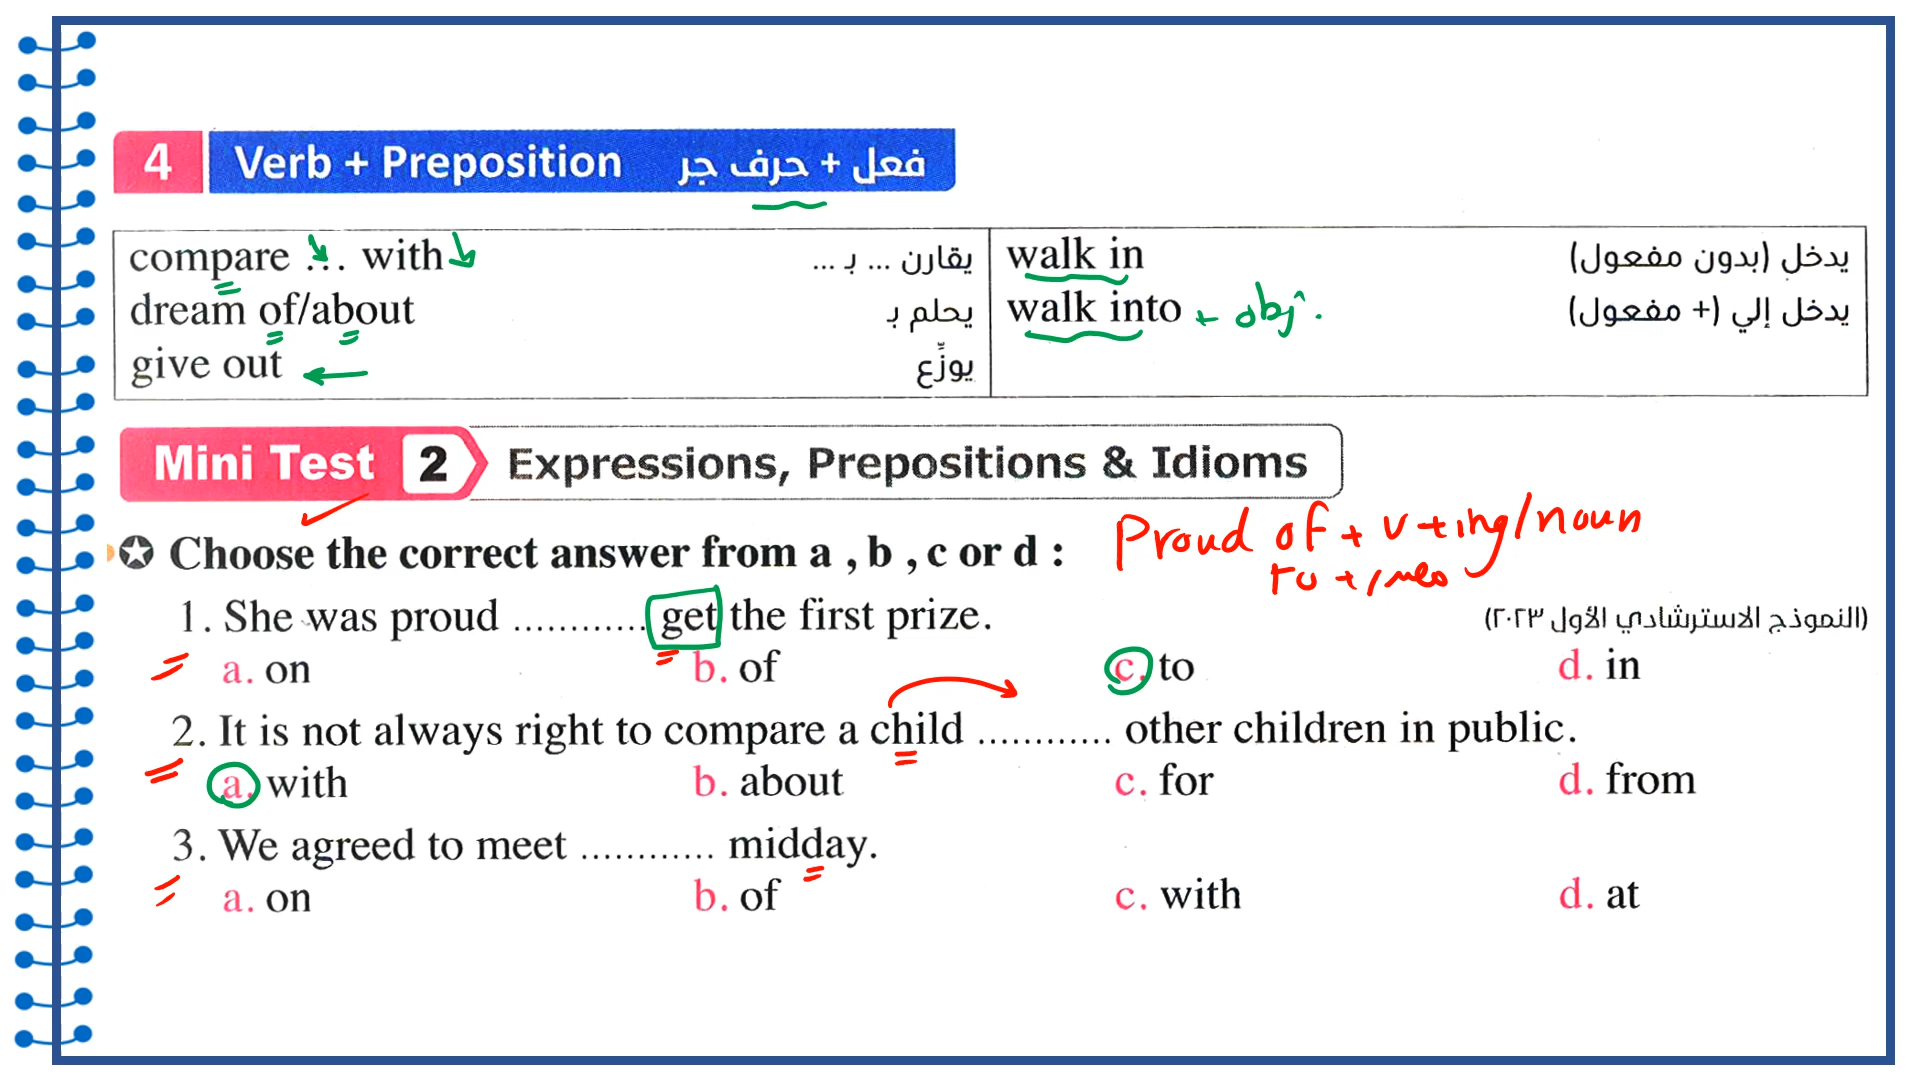 4 Verb + Preposition فعل + حرف جر
compare ... with يقارن ... بـ ...
dream of/about يحلم بـ
give out يوزِّع
walk in يدخل (بدون مفعول)
walk into + obj. يدخل إلي (+ مفعول)
Mini Test 2 Expressions, Prepositions & Idioms
Proud of + v + ing/noun
to +
Choose the correct answer from a , b , c or d :
1. She was proud ............ get the first prize. (النموذج الاسترشادي الأول ٢٠٢٣)
a. on b. of c. to d. in
2. It is not always right to compare a child ............ other children in public.
a. with b. about c. for d. from
3. We agreed to meet ............ midday.
a. on b. of c. with d. at